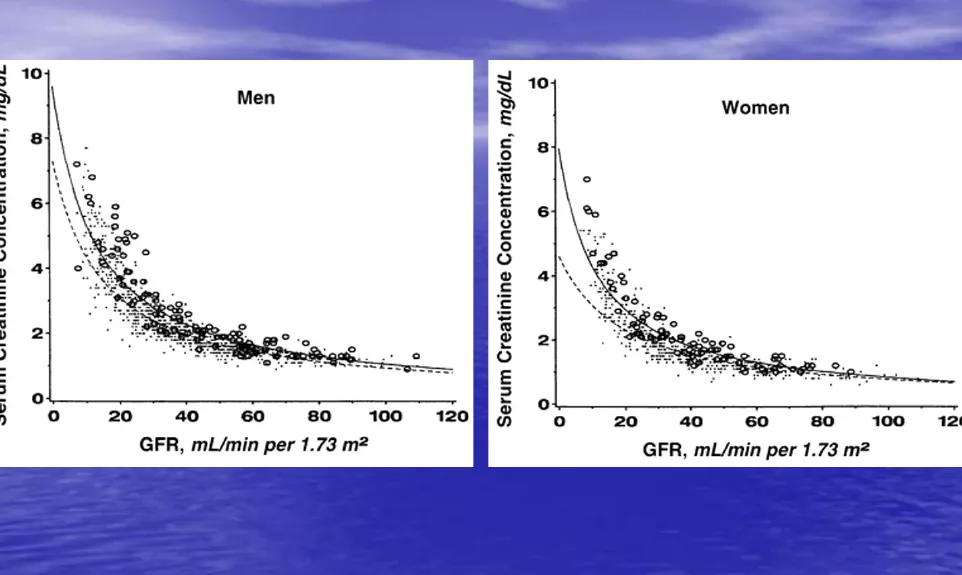 Men
Serum Creatinine Concentration, mg/dL
10
8
6
4
2
0
0 20 40 60 80 100 120
GFR, mL/min per 1.73 m²
Women
Serum Creatinine Concentration, mg/dL
10
8
6
4
2
0
0 20 40 60 80 100 120
GFR, mL/min per 1.73 m²